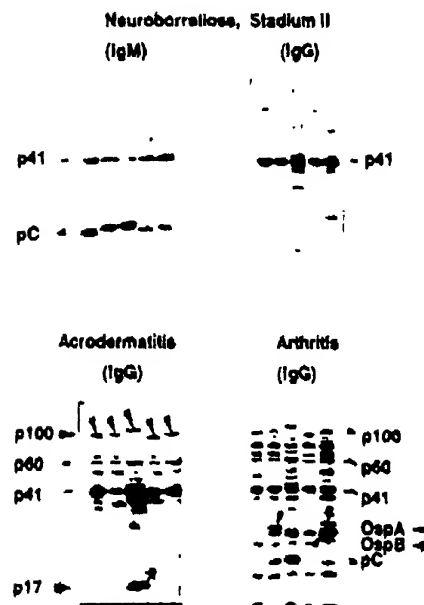 Neuroborreliose, Stadium II
(IgM) (IgG)
p41 p41
pC
Acrodermatitis Arthritis
(IgG) (IgG)
p100 p100
p60 p60
p41 p41
OspA
OspB
pC
p17